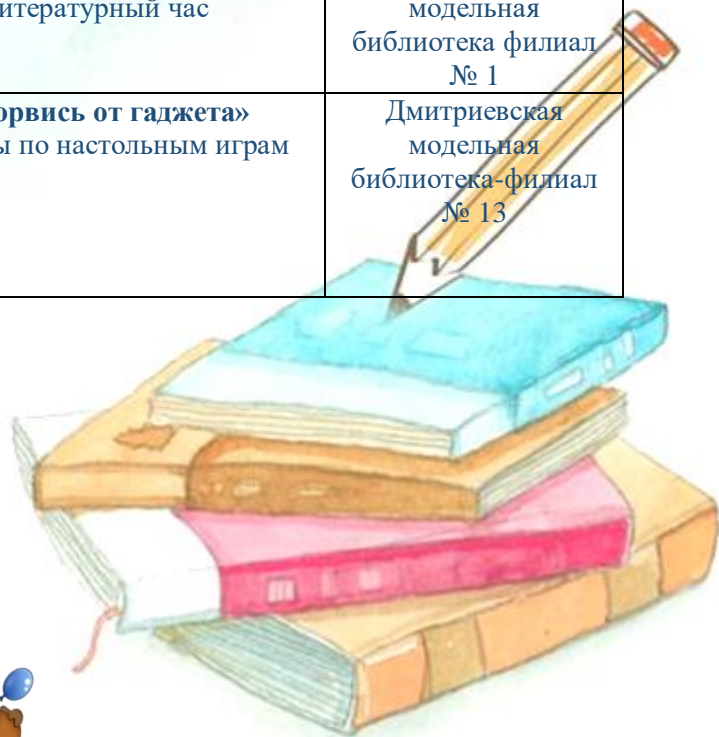 итературный час
модельная
библиотека филиал
№ 1
орвись от гаджета»
ы по настольным играм
Дмитриевская
модельная
библиотека-филиал
№ 13